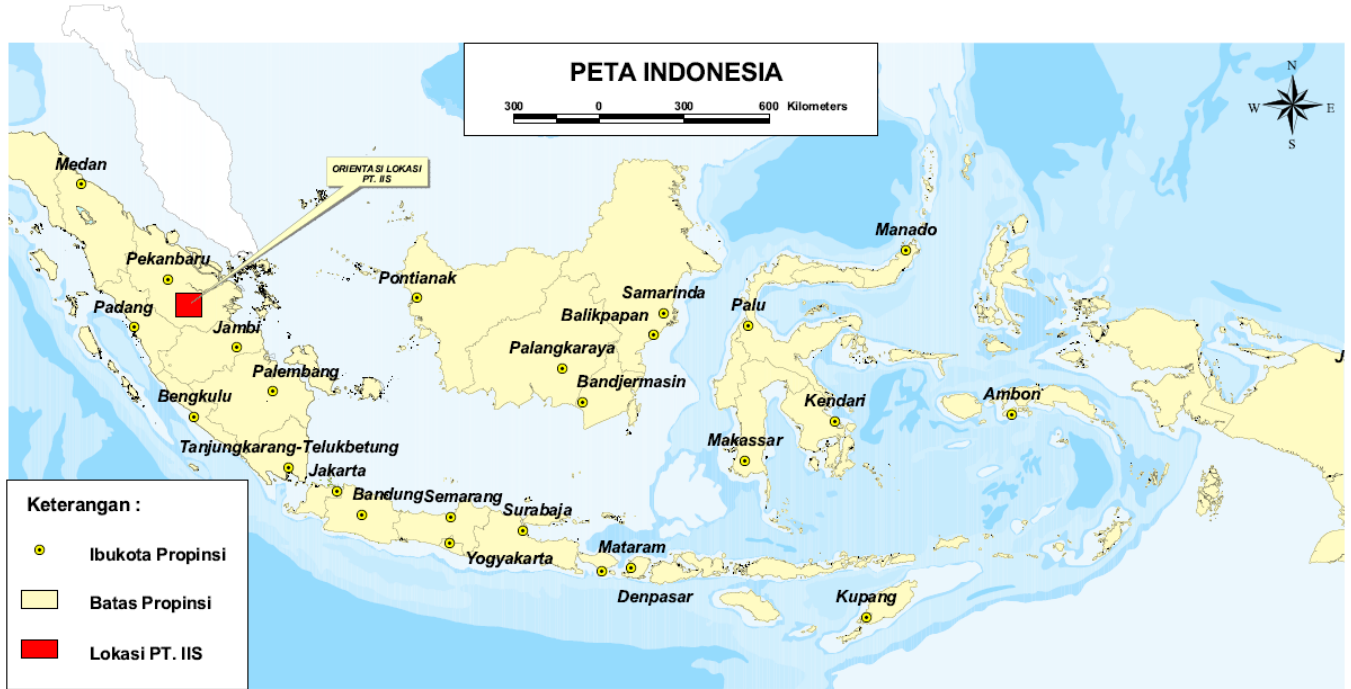 PETA INDONESIA
300 0 300 600 Kilometers
N
W E
S
Medan
ORIENTASI LOKASI
PT. IIS
Manado
Pekanbaru
Pontianak
Samarinda
Padang
Balikpapan
Palu
Jambi
J
Palangkaraya
Palembang
Bandjermasin
Bengkulu
Kendari
Ambon
Tanjungkarang-Telukbetung
Makassar
Jakarta
Bandung
Semarang
Surabaja
Yogyakarta
Mataram
Denpasar
Kupang
Keterangan :
Ibukota Propinsi
Batas Propinsi
Lokasi PT. IIS